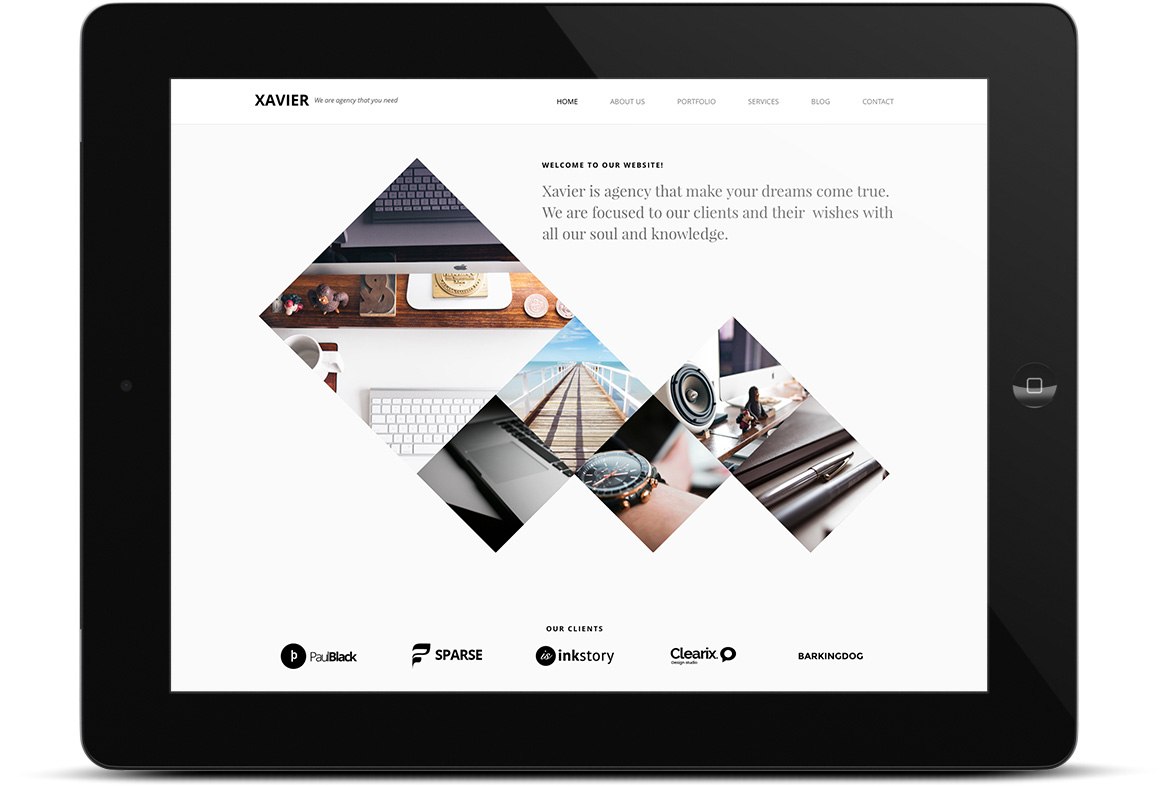 XAVIER We are agency that you need
HOME ABOUT US PORTFOLIO SERVICES BLOG CONTACT
WELCOME TO OUR WEBSITE!
Xavier is agency that make your dreams come true.
We are focused to our clients and their wishes with
all our soul and knowledge.
&
OUR CLIENTS
þ PaulBlack
SPARSE
is inkstory
Clearix
Design studio
BARKINGDOG